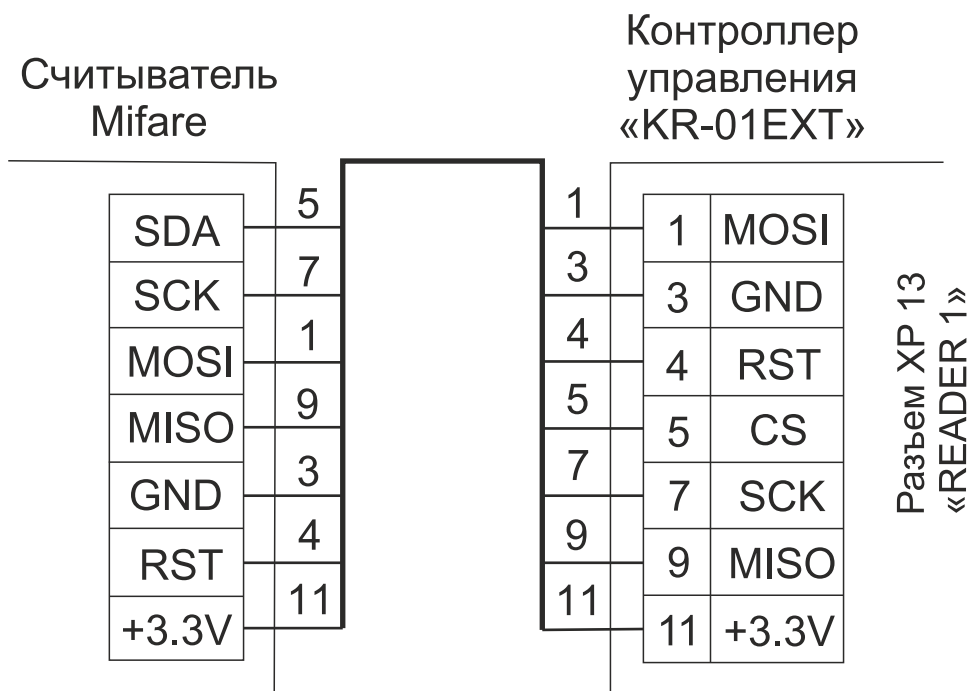 Считыватель
Mifare
Контроллер
управления
«KR-01EXT»
SDA 5
SCK 7
MOSI 1
MISO 9
GND 3
RST 4
+3.3V 11
1 1 MOSI
3 3 GND
4 4 RST
5 5 CS
7 7 SCK
9 9 MISO
11 11 +3.3V
Разъем XP 13
«READER 1»